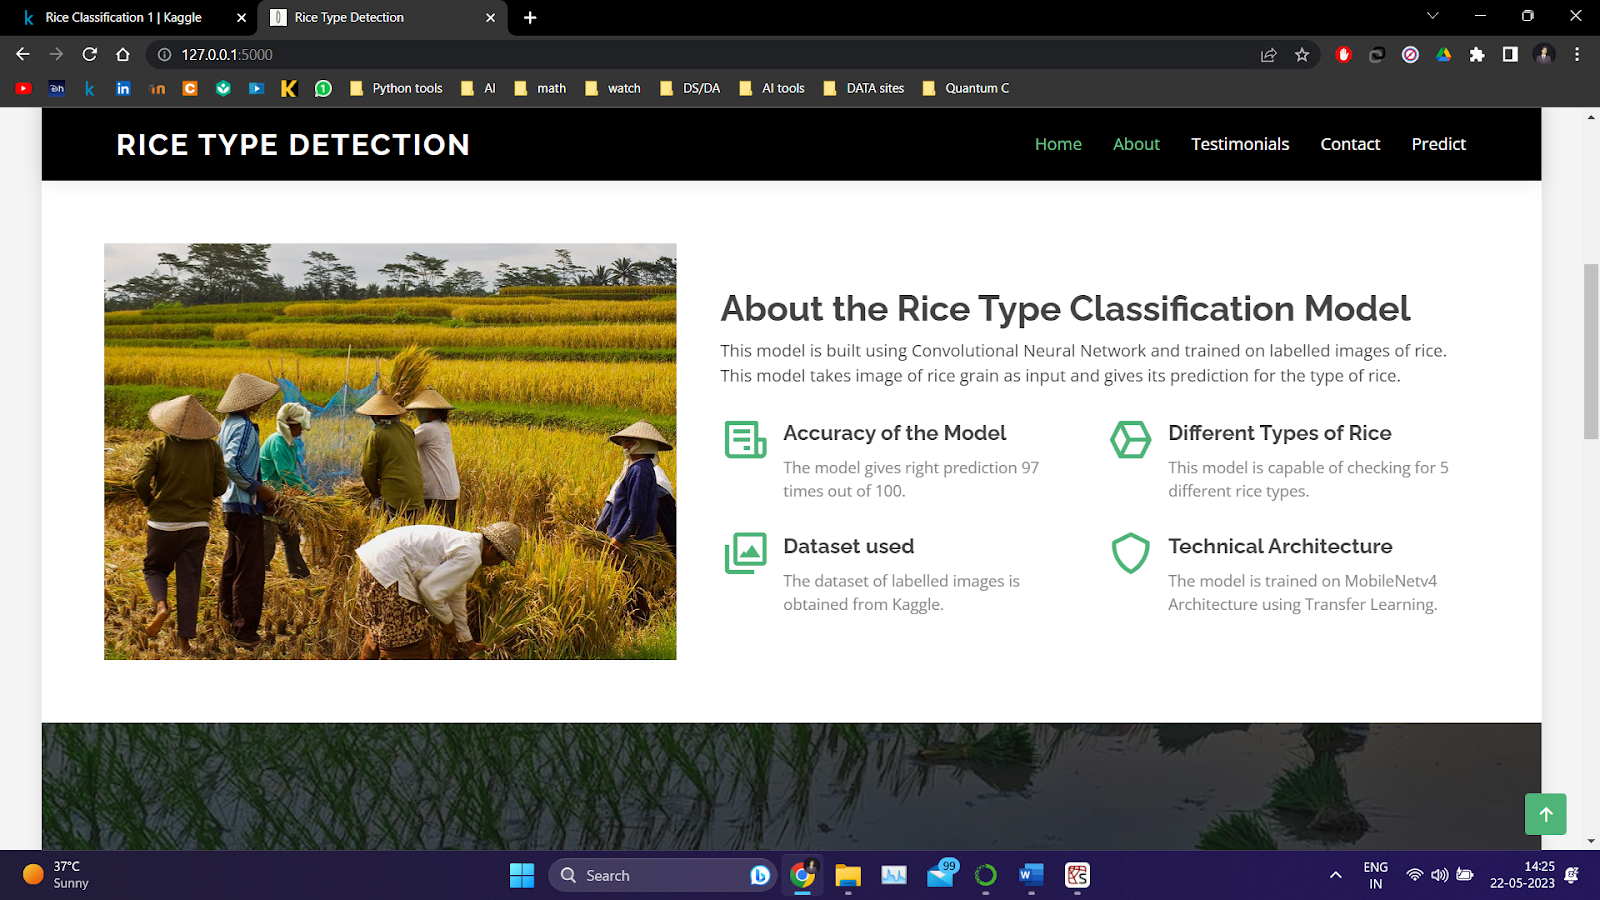 Rice Classification 1 | Kaggle
Rice Type Detection
127.0.0.1:5000
Python tools
AI
math
watch
DS/DA
AI tools
DATA sites
Quantum C
RICE TYPE DETECTION
Home
About
Testimonials
Contact
Predict
About the Rice Type Classification Model
This model is built using Convolutional Neural Network and trained on labelled images of rice.
This model takes image of rice grain as input and gives its prediction for the type of rice.
Accuracy of the Model
The model gives right prediction 97
times out of 100.
Different Types of Rice
This model is capable of checking for 5
different rice types.
Dataset used
The dataset of labelled images is
obtained from Kaggle.
Technical Architecture
The model is trained on MobileNetv4
Architecture using Transfer Learning.
37°C
Sunny
Search
99
ENG
IN
14:25
22-05-2023